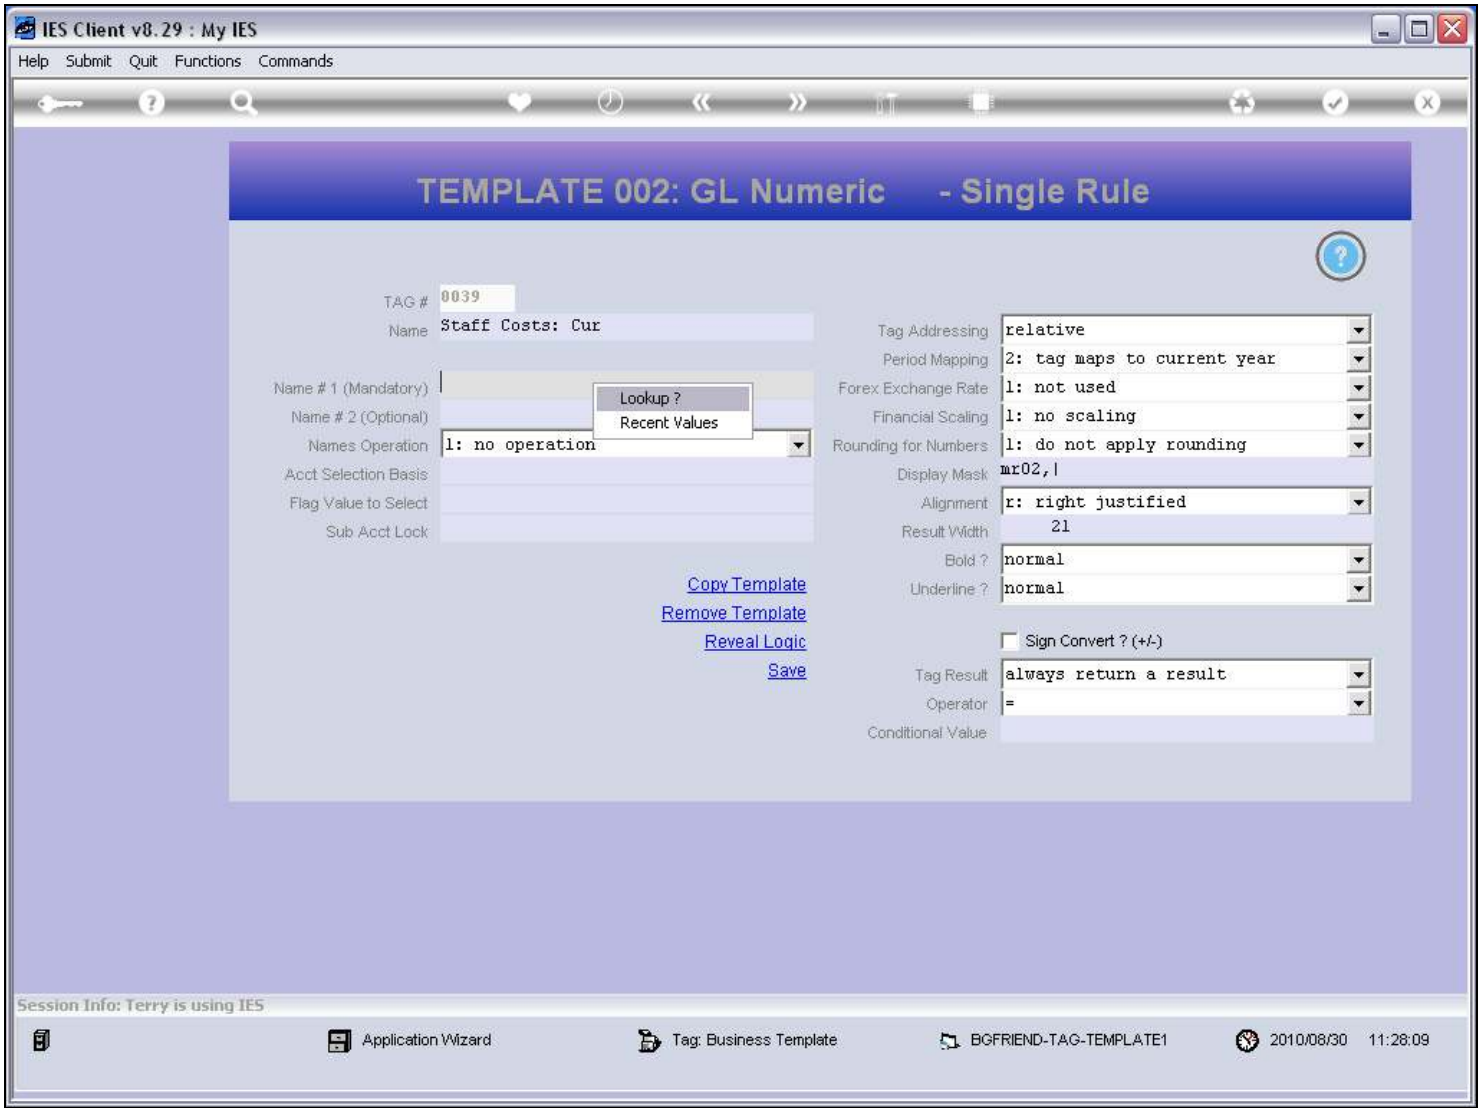 IES Client v8.29 : My IES
Help Submit Quit Functions Commands
TEMPLATE 002: GL Numeric - Single Rule
TAG # 0039
Name Staff Costs: Cur
Name # 1 (Mandatory)
Lookup ?
Recent Values
Name # 2 (Optional)
Names Operation 1: no operation
Acct Selection Basis
Flag Value to Select
Sub Acct Lock
Copy Template
Remove Template
Reveal Logic
Save
Tag Addressing relative
Period Mapping 2: tag maps to current year
Forex Exchange Rate 1: not used
Financial Scaling 1: no scaling
Rounding for Numbers 1: do not apply rounding
Display Mask mr02,|
Alignment r: right justified
Result Width 21
Bold ? normal
Underline ? normal
Sign Convert ? (+/-)
Tag Result always return a result
Operator =
Conditional Value
Session Info: Terry is using IES
Application Wizard Tag: Business Template BGFRIEND-TAG-TEMPLATE1 2010/08/30 11:28:09